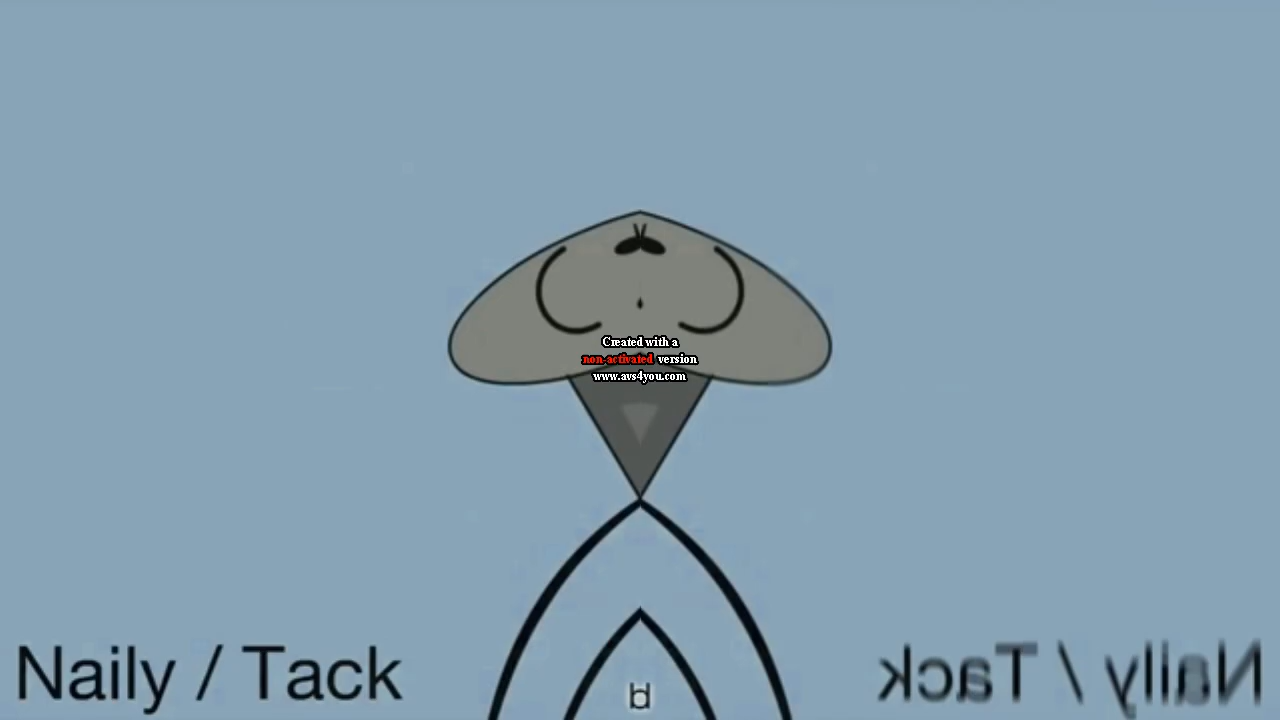 Created with a
non-activated version
www.avs4you.com
Naily / Tack
Naily / Tack